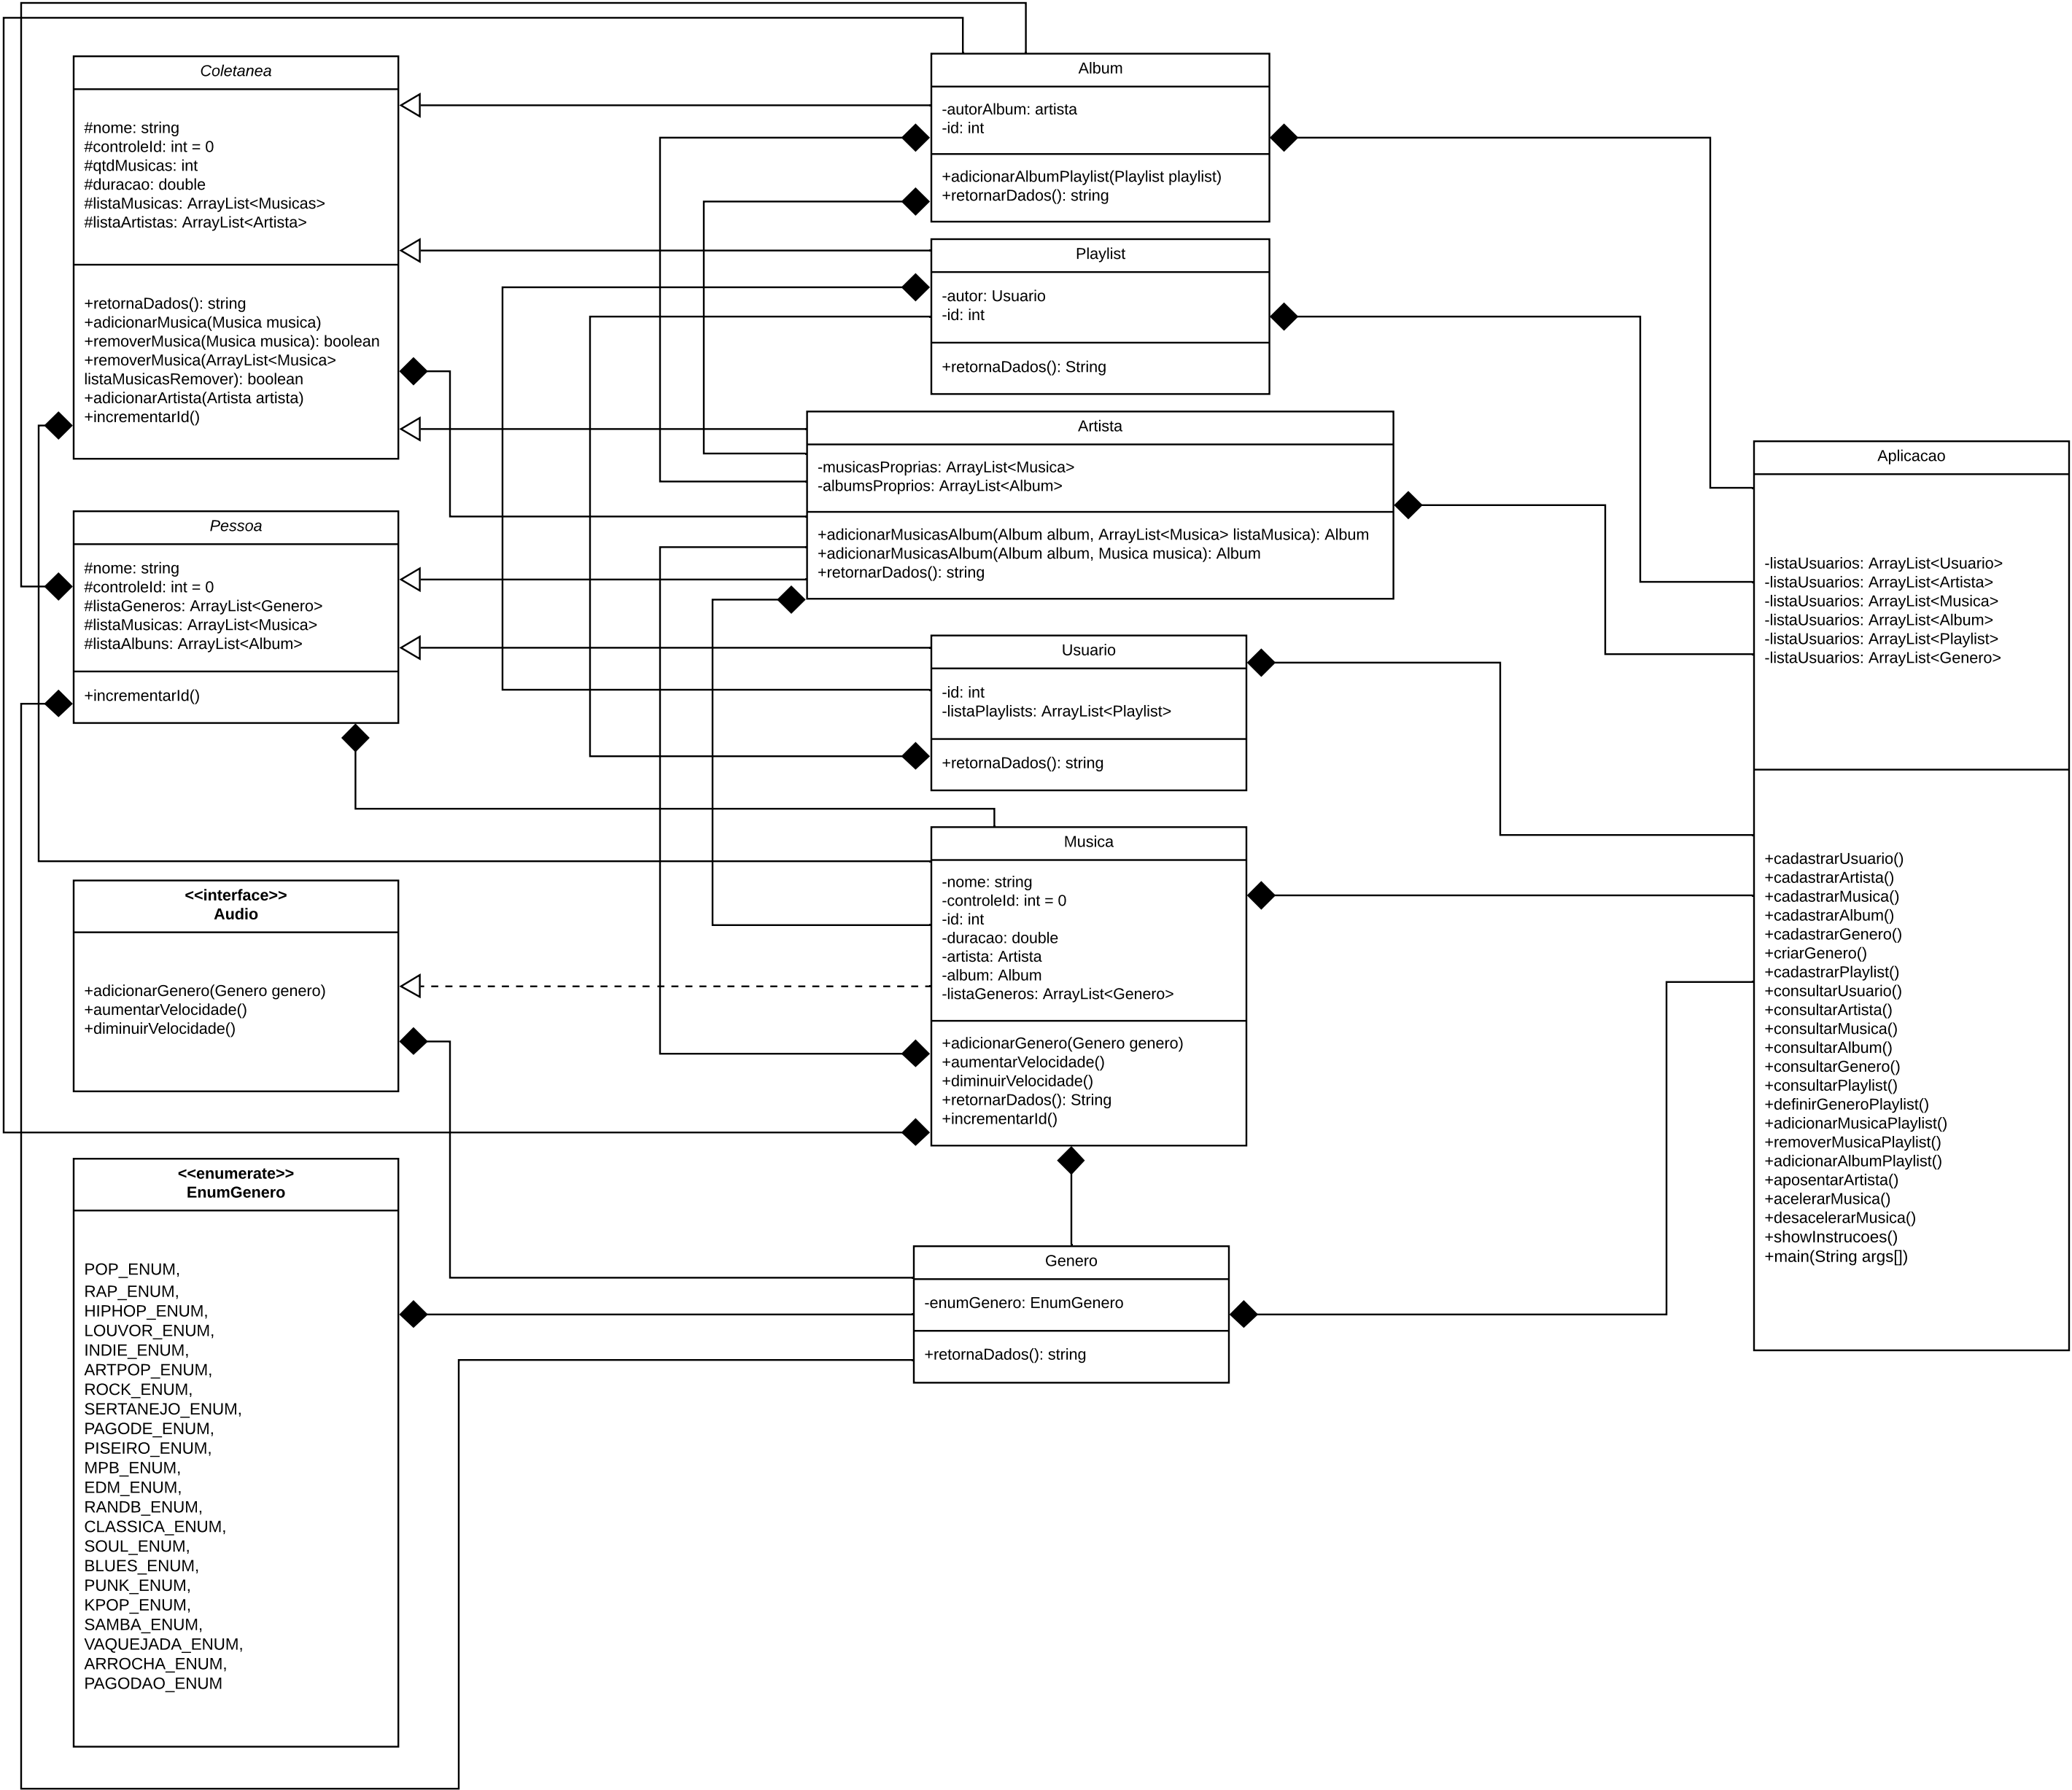 Coletanea
#nome: string
#controleId: int = 0
#qtdMusicas: int
#duracao: double
#listaMusicas: ArrayList<Musicas>
#listaArtistas: ArrayList<Artista>
+retornaDados(): string
+adicionarMusica(Musica musica)
+removerMusica(Musica musica): boolean
+removerMusica(ArrayList<Musica>
listaMusicasRemover): boolean
+adicionarArtista(Artista artista)
+incrementarId()
Pessoa
#nome: string
#controleId: int = 0
#listaGeneros: ArrayList<Genero>
#listaMusicas: ArrayList<Musica>
#listaAlbuns: ArrayList<Album>
+incrementarId()
<<interface>>
Audio
+adicionarGenero(Genero genero)
+aumentarVelocidade()
+diminuirVelocidade()
<<enumerate>>
EnumGenero
POP_ENUM,
RAP_ENUM,
HIPHOP_ENUM,
LOUVOR_ENUM,
INDIE_ENUM,
ARTPOP_ENUM,
ROCK_ENUM,
SERTANEJO_ENUM,
PAGODE_ENUM,
PISEIRO_ENUM,
MPB_ENUM,
EDM_ENUM,
RANDB_ENUM,
CLASSICA_ENUM,
SOUL_ENUM,
BLUES_ENUM,
PUNK_ENUM,
KPOP_ENUM,
SAMBA_ENUM,
VAQUEJADA_ENUM,
ARROCHA_ENUM,
PAGODAO_ENUM
Album
-autorAlbum: artista
-id: int
+adicionarAlbumPlaylist(Playlist playlist)
+retornarDados(): string
Playlist
-autor: Usuario
-id: int
+retornaDados(): String
Artista
-musicasProprias: ArrayList<Musica>
-albumsProprios: ArrayList<Album>
+adicionarMusicasAlbum(Album album, ArrayList<Musica> listaMusica): Album
+adicionarMusicasAlbum(Album album, Musica musica): Album
+retornarDados(): string
Usuario
-id: int
-listaPlaylists: ArrayList<Playlist>
+retornaDados(): string
Musica
-nome: string
-controleId: int = 0
-id: int
-duracao: double
-artista: Artista
-album: Album
-listaGeneros: ArrayList<Genero>
+adicionarGenero(Genero genero)
+aumentarVelocidade()
+diminuirVelocidade()
+retornarDados(): String
+incrementarId()
Genero
-enumGenero: EnumGenero
+retornaDados(): string
Aplicacao
-listaUsuarios: ArrayList<Usuario>
-listaUsuarios: ArrayList<Artista>
-listaUsuarios: ArrayList<Musica>
-listaUsuarios: ArrayList<Album>
-listaUsuarios: ArrayList<Playlist>
-listaUsuarios: ArrayList<Genero>
+cadastrarUsuario()
+cadastrarArtista()
+cadastrarMusica()
+cadastrarAlbum()
+cadastrarGenero()
+criarGenero()
+cadastrarPlaylist()
+consultarUsuario()
+consultarArtista()
+consultarMusica()
+consultarAlbum()
+consultarGenero()
+consultarPlaylist()
+definirGeneroPlaylist()
+adicionarMusicaPlaylist()
+removerMusicaPlaylist()
+adicionarAlbumPlaylist()
+aposentarArtista()
+acelerarMusica()
+desacelerarMusica()
+showInstrucoes()
+main(String args[])